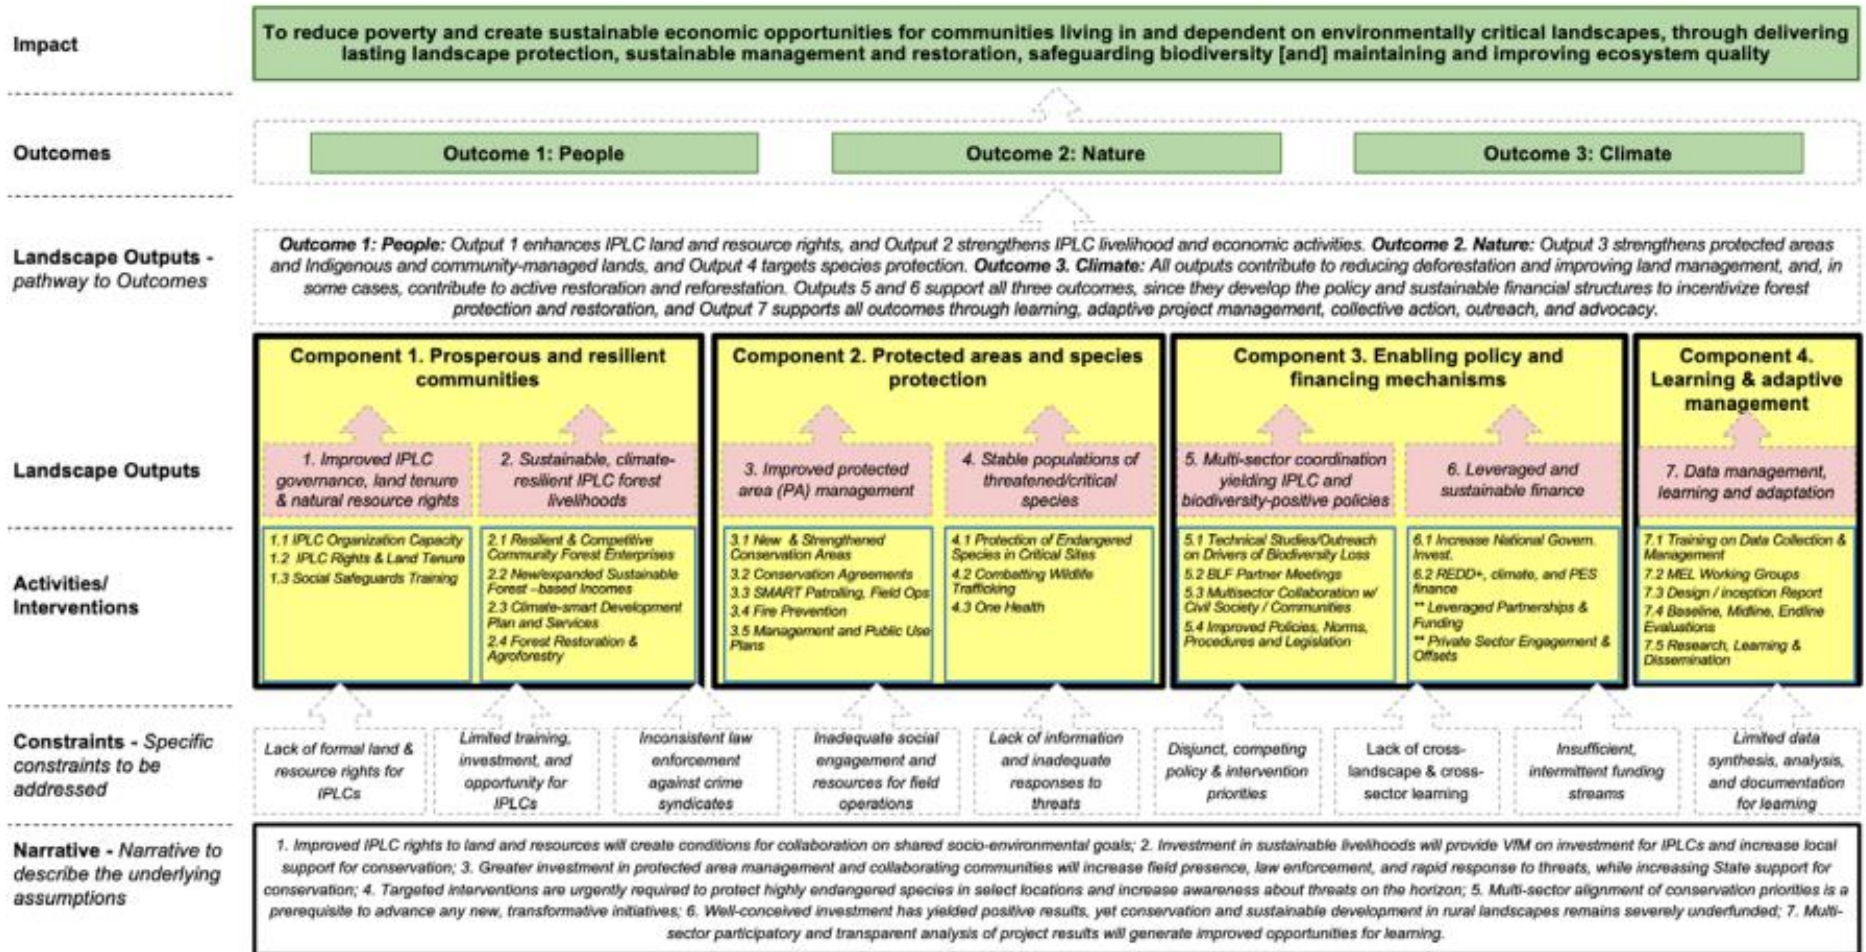 Impact
To reduce poverty and create sustainable economic opportunities for communities living in and dependent on environmentally critical landscapes, through delivering
lasting landscape protection, sustainable management and restoration, safeguarding biodiversity [and] maintaining and improving ecosystem quality
Outcomes
Outcome 1: People
Outcome 2: Nature
Outcome 3: Climate
Landscape Outputs -
pathway to Outcomes
Outcome 1: People: Output 1 enhances IPLC land and resource rights, and Output 2 strengthens IPLC livelihood and economic activities. Outcome 2. Nature: Output 3 strengthens protected areas
and Indigenous and community-managed lands, and Output 4 targets species protection. Outcome 3. Climate: All outputs contribute to reducing deforestation and improving land management, and, in
some cases, contribute to active restoration and reforestation. Outputs 5 and 6 support all three outcomes, since they develop the policy and sustainable financial structures to incentivize forest
protection and restoration, and Output 7 supports all outcomes through learning, adaptive project management, collective action, outreach, and advocacy.
Component 1. Prosperous and resilient
communities
Component 2. Protected areas and species
protection
Component 3. Enabling policy and
financing mechanisms
Component 4.
Learning & adaptive
management
Landscape Outputs
1. Improved IPLC
governance, land tenure
& natural resource rights
2. Sustainable, climate-
resilient IPLC forest
livelihoods
3. Improved protected
area (PA) management
4. Stable populations of
threatened/critical
species
5. Multi-sector coordination
yielding IPLC and
biodiversity-positive policies
6. Leveraged and
sustainable finance
7. Data management,
learning and adaptation
Activities/
Interventions
1.1 IPLC Organization Capacity
1.2 IPLC Rights & Land Tenure
1.3 Social Safeguards Training
2.1 Resilient & Competitive
Community Forest Enterprises
2.2 New/expanded Sustainable
Forest –based Incomes
2.3 Climate-smart Development
Plan and Services
2.4 Forest Restoration &
Agroforestry
3.1 New & Strengthened
Conservation Areas
3.2 Conservation Agreements
3.3 SMART Patrolling, Field Ops
3.4 Fire Prevention
3.5 Management and Public Use
Plans
4.1 Protection of Endangered
Species in Critical Sites
4.2 Combatting Wildlife
Trafficking
4.3 One Health
5.1 Technical Studies/Outreach
on Drivers of Biodiversity Loss
5.2 BLF Partner Meetings
5.3 Multisector Collaboration w/
Civil Society / Communities
5.4 Improved Policies, Norms,
Procedures and Legislation
6.1 Increase National Govern.
Invest.
6.2 REDD+, climate, and PES
finance
** Leveraged Partnerships &
Funding
** Private Sector Engagement &
Offsets
7.1 Training on Data Collection &
Management
7.2 MEL Working Groups
7.3 Design / inception Report
7.4 Baseline, Midline, Endline
Evaluations
7.5 Research, Learning &
Dissemination
Constraints - Specific
constraints to be
addressed
Lack of formal land &
resource rights for
IPLCs
Limited training,
investment, and
opportunity for
IPLCs
Inconsistent law
enforcement
against crime
syndicates
Inadequate social
engagement and
resources for field
operations
Lack of information
and inadequate
responses to
threats
Disjunct, competing
policy & intervention
priorities
Lack of cross-
landscape & cross-
sector learning
Insufficient,
intermittent funding
streams
Limited data
synthesis, analysis,
and documentation
for learning
Narrative - Narrative to
describe the underlying
assumptions
1. Improved IPLC rights to land and resources will create conditions for collaboration on shared socio-environmental goals; 2. Investment in sustainable livelihoods will provide VfM on investment for IPLCs and increase local
support for conservation; 3. Greater investment in protected area management and collaborating communities will increase field presence, law enforcement, and rapid response to threats, while increasing State support for
conservation; 4. Targeted interventions are urgently required to protect highly endangered species in select locations and increase awareness about threats on the horizon; 5. Multi-sector alignment of conservation priorities is a
prerequisite to advance any new, transformative initiatives; 6. Well-conceived investment has yielded positive results, yet conservation and sustainable development in rural landscapes remains severely underfunded; 7. Multi-
sector participatory and transparent analysis of project results will generate improved opportunities for learning.